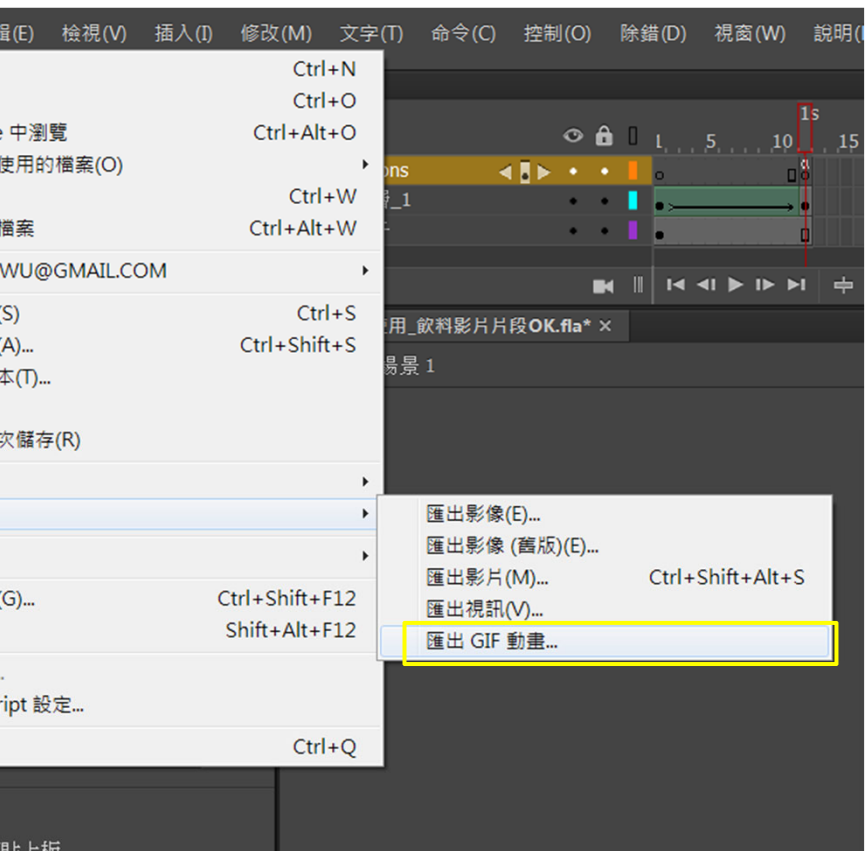 (E) 檢視(V) 插入(I) 修改(M) 文字(T) 命令(C) 控制(O) 除錯(D) 視窗(W) 說明(
Ctrl+N
Ctrl+O
中瀏覽 Ctrl+Alt+O
使用的檔案(O)
Ctrl+W
檔案 Ctrl+Alt+W
WU@GMAIL.COM
(S) Ctrl+S
(A)... Ctrl+Shift+S
本(T)...
次儲存(R)
(G)... Ctrl+Shift+F12
Shift+Alt+F12
ript 設定...
Ctrl+Q
1s
1 5 10 15
ons
_1
用_飲料影片片段OK.fla* ×
景 1
匯出影像(E)...
匯出影像 (舊版)(E)...
匯出影片(M)... Ctrl+Shift+Alt+S
匯出視訊(V)...
匯出 GIF 動畫...